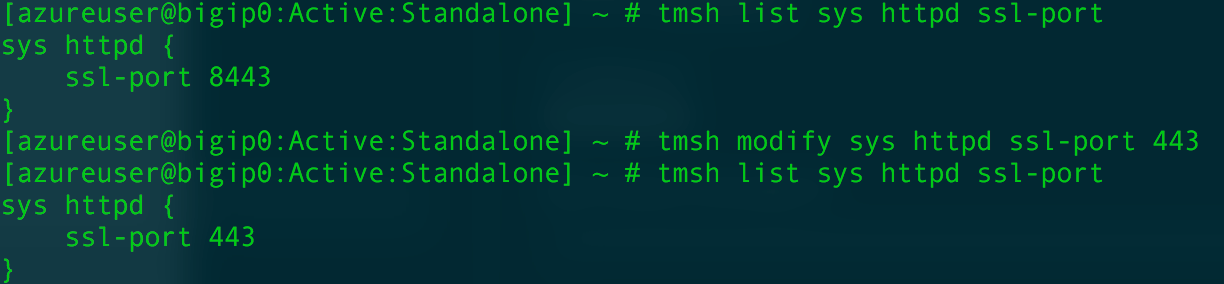 [azureuser@bigip0:Active:Standalone] ~ # tmsh list sys httpd ssl-port
sys httpd {
    ssl-port 8443
}
[azureuser@bigip0:Active:Standalone] ~ # tmsh modify sys httpd ssl-port 443
[azureuser@bigip0:Active:Standalone] ~ # tmsh list sys httpd ssl-port
sys httpd {
    ssl-port 443
}